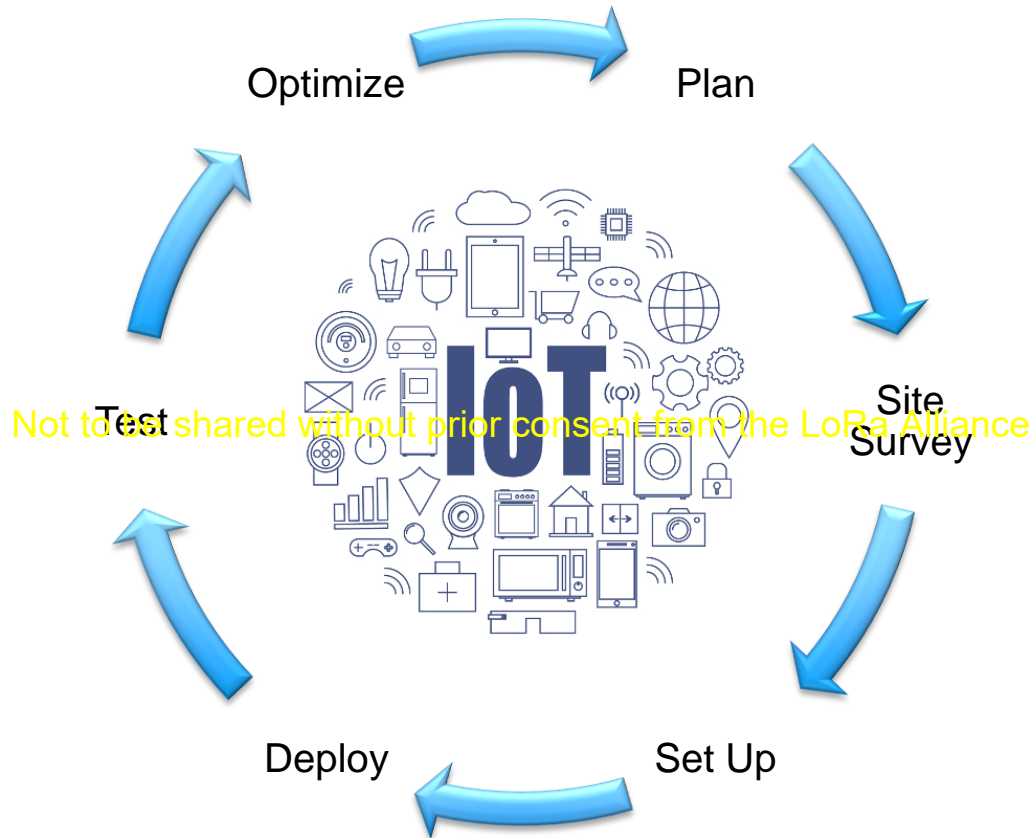 Optimize
Plan
IoT
Site
Survey
Test
Not to be shared without prior consent from the LoRa Alliance
Deploy
Set Up